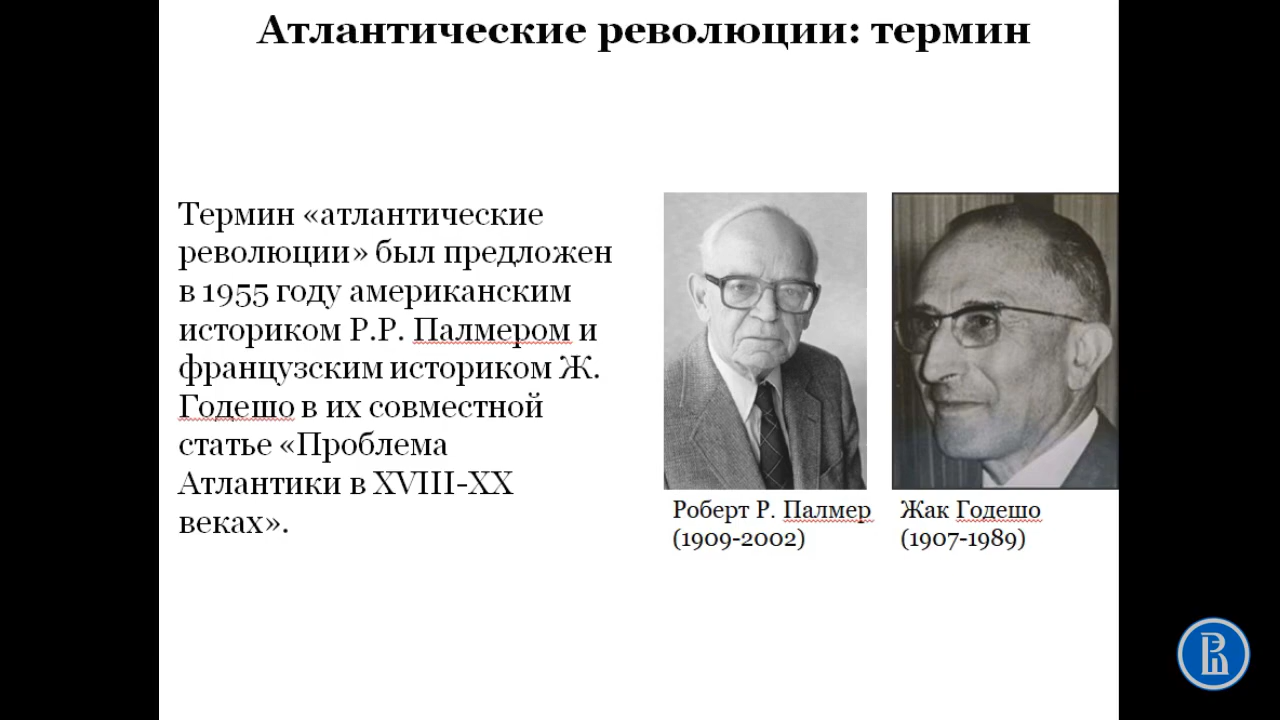 Атлантические революции: термин
Термин «атлантические
революции» был предложен
в 1955 году американским
историком Р.Р. Палмером и
французским историком Ж.
Годешо в их совместной
статье «Проблема
Атлантики в XVIII-XX
веках».
Роберт Р. Палмер
(1909-2002)
Жак Годешо
(1907-1989)